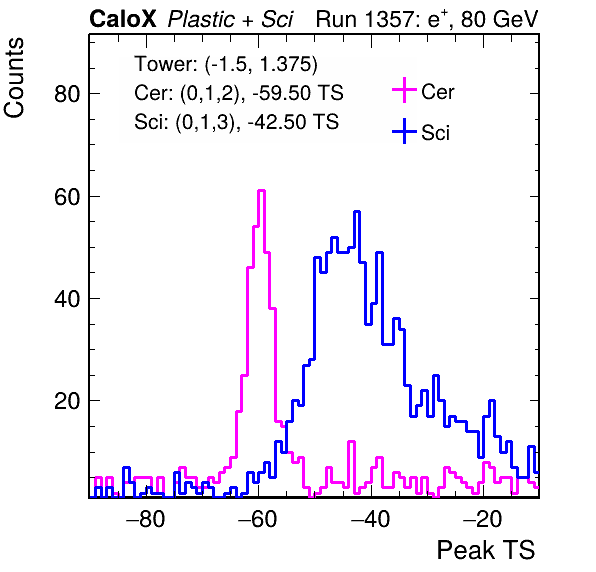 CaloX Plastic + Sci Run 1357: e+, 80 GeV
Tower: (-1.5, 1.375)
Cer: (0,1,2), -59.50 TS
Sci: (0,1,3), -42.50 TS
Cer
Sci
Counts
80
60
40
20
−80 −60 −40 −20
Peak TS